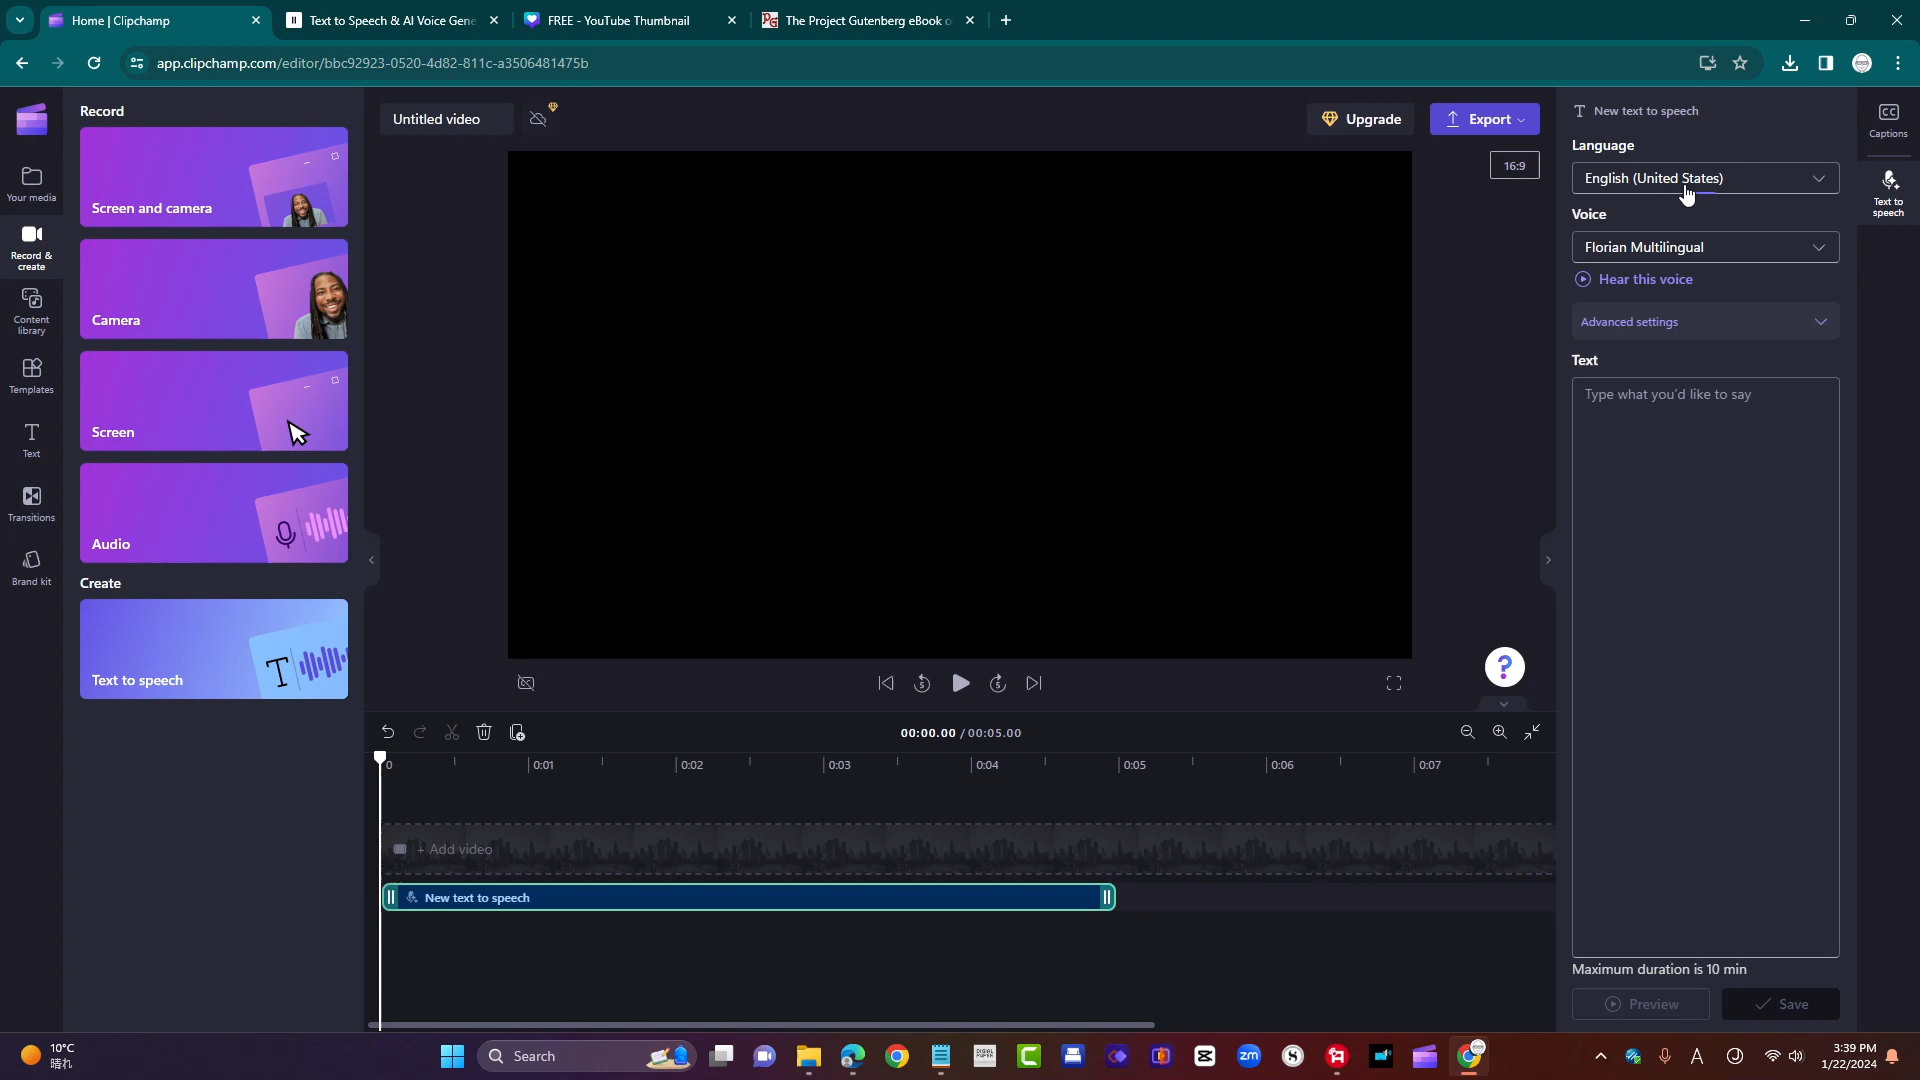 Home | Clipchamp
Text to Speech & AI Voice Gene
FREE - YouTube Thumbnail
The Project Gutenberg eBook o
app.clipchamp.com/editor/bbc92923-0520-4d82-811c-a3506481475b
Your media
Record &
create
Content
library
Templates
Text
Transitions
Brand kit
Record
Screen and camera
Camera
Screen
Audio
Create
Text to speech
Untitled video
Upgrade
Export
16:9
00:00.00 / 00:05.00
0
0:01
0:02
0:03
0:04
0:05
0:06
0:07
+ Add video
New text to speech
New text to speech
Language
English (United States)
Voice
Florian Multilingual
Hear this voice
Advanced settings
Text
Type what you'd like to say
Maximum duration is 10 min
Preview
Save
CC
Captions
Text to
speech
10°C
晴れ
Search
DIGITAL
PAPER
zm
A
3:39 PM
1/22/2024